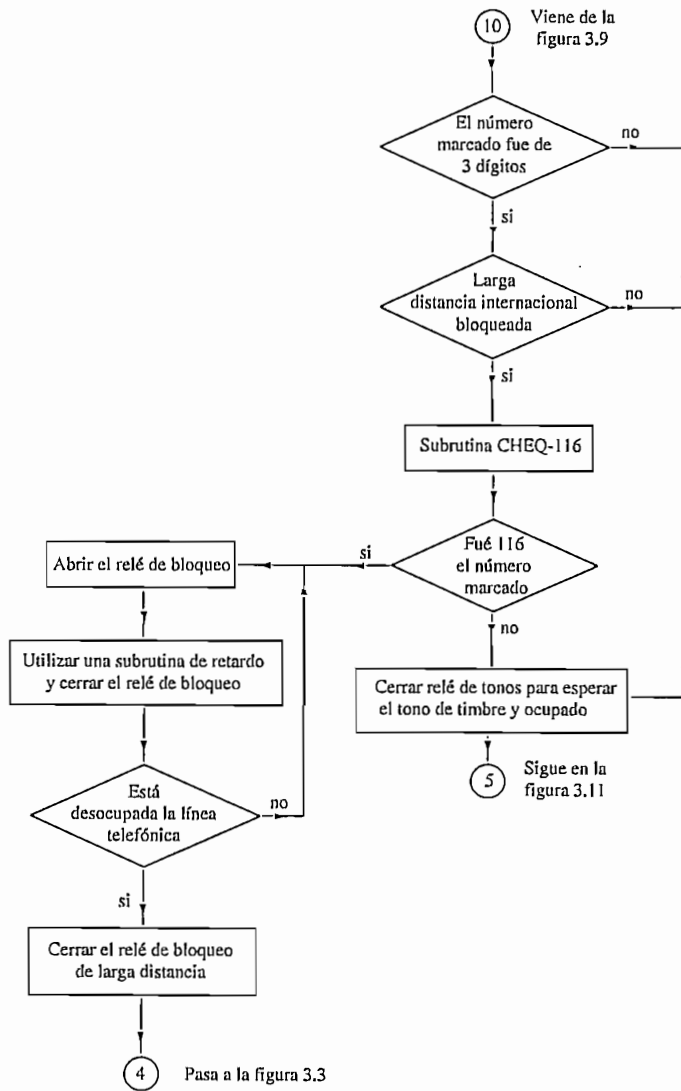 10
Viene de la
figura 3.9
El número
marcado fue de
3 dígitos
no
si
Larga
distancia internacional
bloqueada
no
si
Subrutina CHEQ-116
Fué 116
el número
marcado
si
no
Abrir el relé de bloqueo
Utilizar una subrutina de retardo
y cerrar el relé de bloqueo
Cerrar relé de tonos para esperar
el tono de timbre y ocupado
5
Sigue en la
figura 3.11
Está
desocupada la línea
telefónica
no
si
Cerrar el relé de bloqueo
de larga distancia
4
Pasa a la figura 3.3